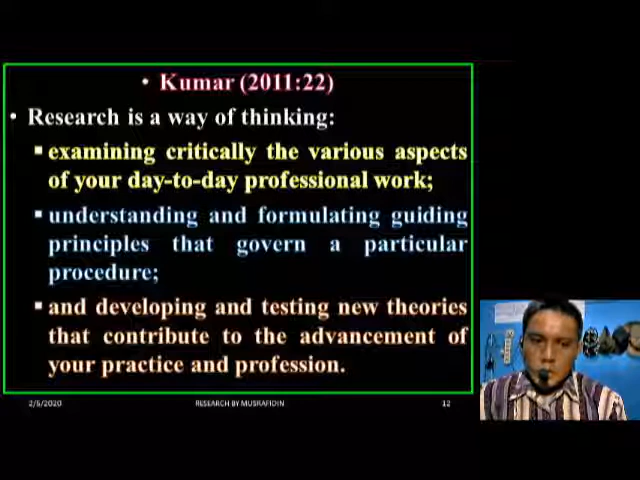 • Kumar (2011:22)
• Research is a way of thinking:
▪ examining critically the various aspects
of your day-to-day professional work;
▪ understanding and formulating guiding
principles that govern a particular
procedure;
▪ and developing and testing new theories
that contribute to the advancement of
your practice and profession.
2/5/2020 RESEARCH BY MUSRAFIDIN 12